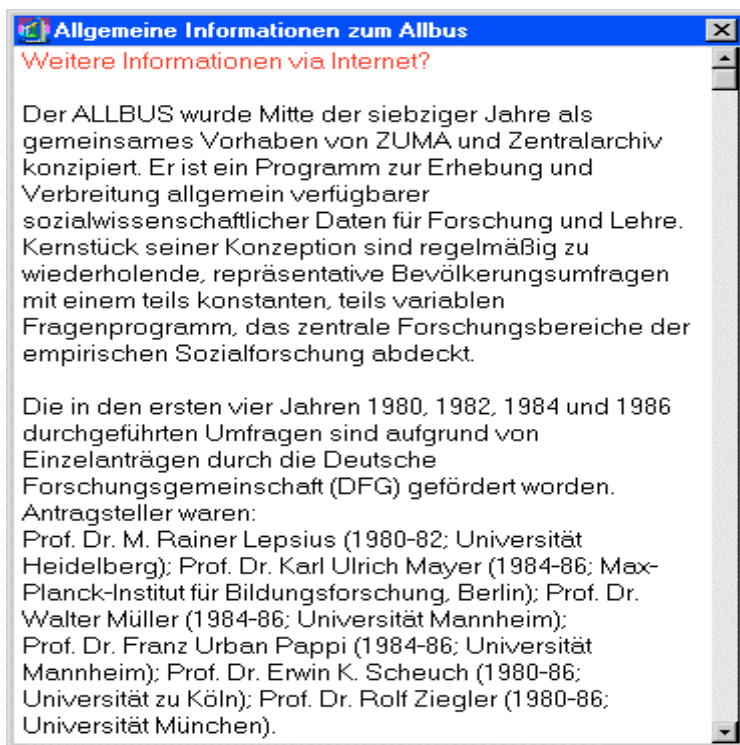 Allgemeine Informationen zum Allbus
Weitere Informationen via Internet?
Der ALLBUS wurde Mitte der siebziger Jahre als
gemeinsames Vorhaben von ZUMA und Zentralarchiv
konzipiert. Er ist ein Programm zur Erhebung und
Verbreitung allgemein verfügbarer
sozialwissenschaftlicher Daten für Forschung und Lehre.
Kernstück seiner Konzeption sind regelmäßig zu
wiederholende, repräsentative Bevölkerungsumfragen
mit einem teils konstanten, teils variablen
Fragenprogramm, das zentrale Forschungsbereiche der
empirischen Sozialforschung abdeckt.
Die in den ersten vier Jahren 1980, 1982, 1984 und 1986
durchgeführten Umfragen sind aufgrund von
Einzelanträgen durch die Deutsche
Forschungsgemeinschaft (DFG) gefördert worden.
Antragsteller waren:
Prof. Dr. M. Rainer Lepsius (1980-82; Universität
Heidelberg); Prof. Dr. Karl Ulrich Mayer (1984-86; Max-
Planck-Institut für Bildungsforschung, Berlin); Prof. Dr.
Walter Müller (1984-86; Universität Mannheim);
Prof. Dr. Franz Urban Pappi (1984-86; Universität
Mannheim); Prof. Dr. Erwin K. Scheuch (1980-86;
Universität zu Köln); Prof. Dr. Rolf Ziegler (1980-86;
Universität München).